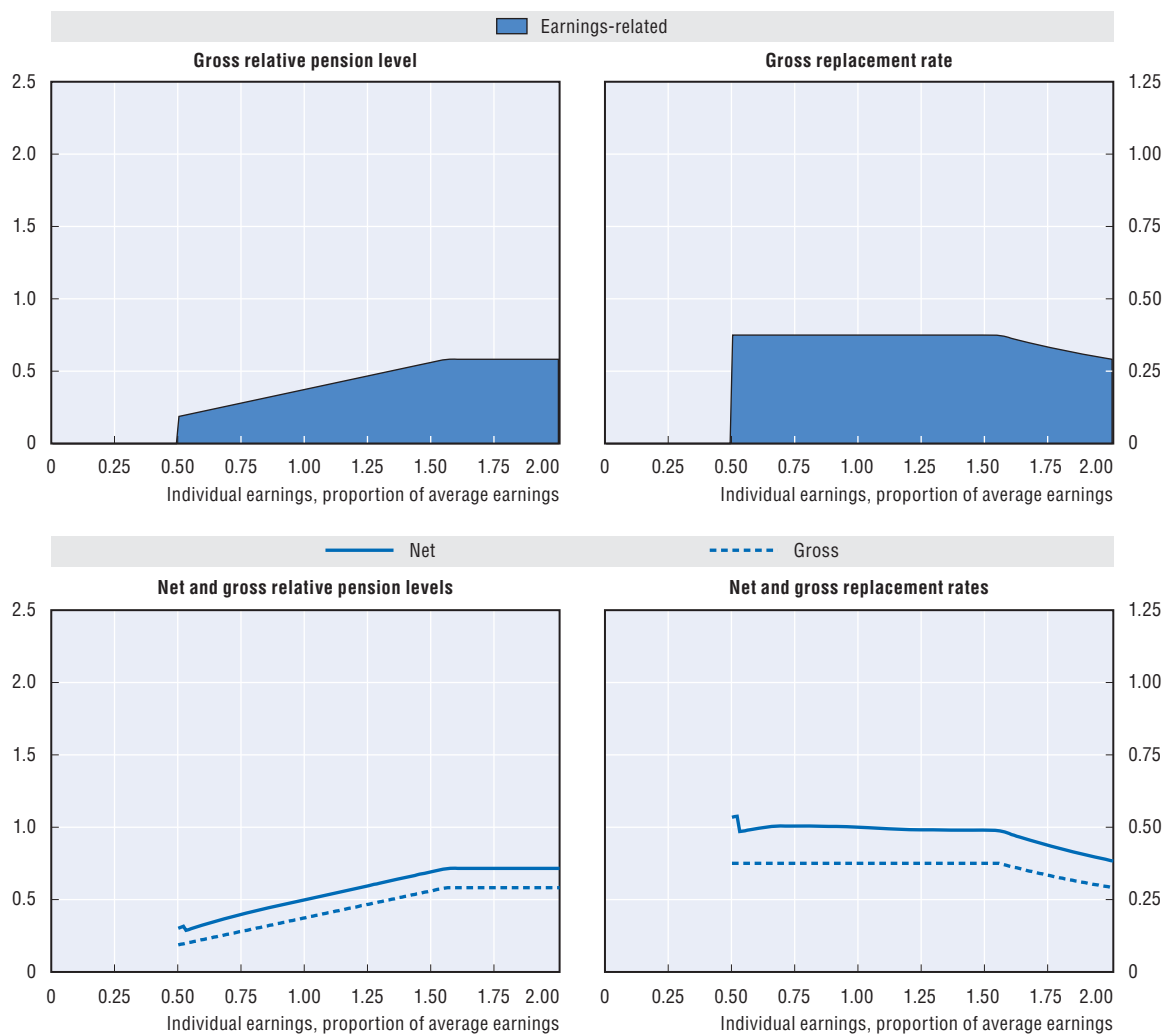 Earnings-related
Gross relative pension level
Gross replacement rate
2.5
2.0
1.5
1.0
0.5
0
1.25
1.00
0.75
0.50
0.25
0
0 0.25 0.50 0.75 1.00 1.25 1.50 1.75 2.00
0 0.25 0.50 0.75 1.00 1.25 1.50 1.75 2.00
Individual earnings, proportion of average earnings
Individual earnings, proportion of average earnings
Net Gross
Net and gross relative pension levels
Net and gross replacement rates
2.5
2.0
1.5
1.0
0.5
0
1.25
1.00
0.75
0.50
0.25
0
0 0.25 0.50 0.75 1.00 1.25 1.50 1.75 2.00
0 0.25 0.50 0.75 1.00 1.25 1.50 1.75 2.00
Individual earnings, proportion of average earnings
Individual earnings, proportion of average earnings